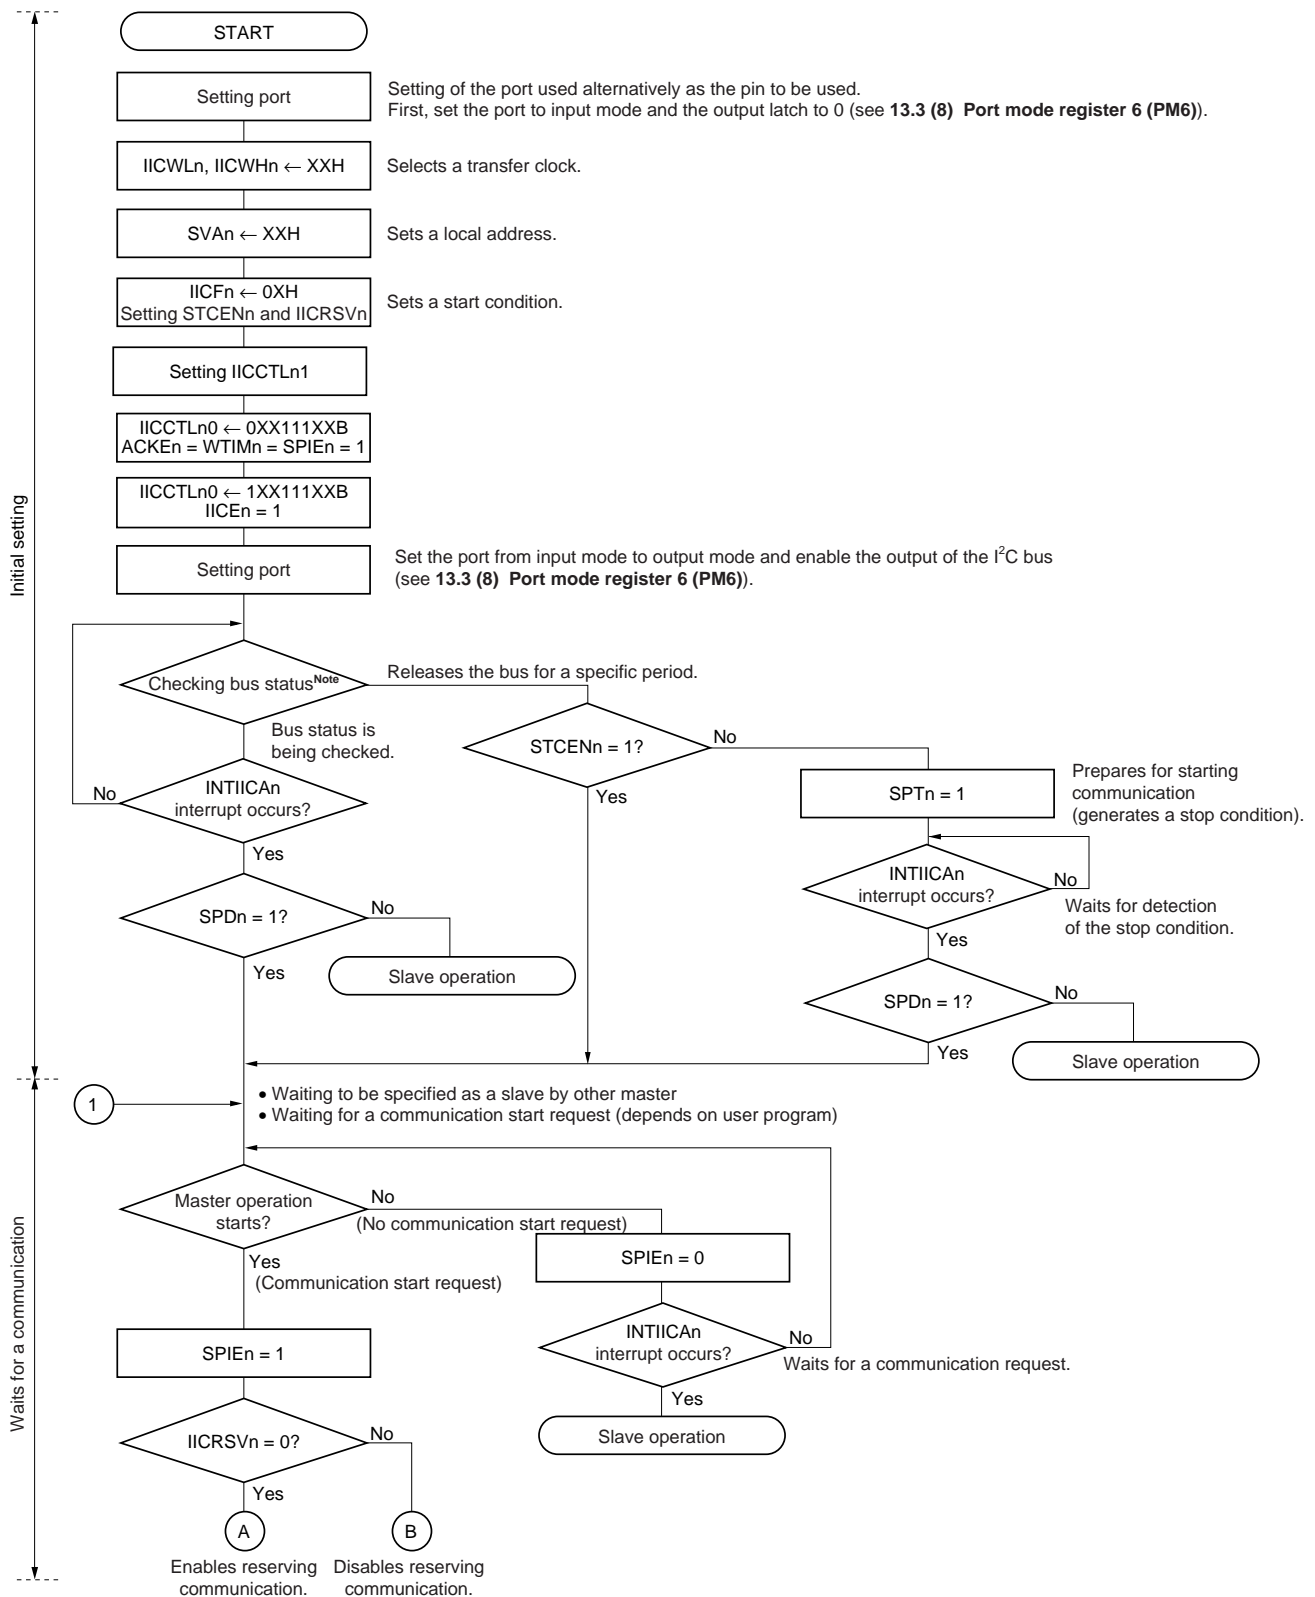 START
Setting port
Setting of the port used alternatively as the pin to be used.
First, set the port to input mode and the output latch to 0 (see 13.3 (8) Port mode register 6 (PM6)).
IICWLn, IICWHn ← XXH
Selects a transfer clock.
SVAn ← XXH
Sets a local address.
IICFn ← 0XH
Setting STCENn and IICRSVn
Sets a start condition.
Setting IICCTLn1
IICCTLn0 ← 0XX111XXB
ACKEn = WTIMn = SPIEn = 1
IICCTLn0 ← 1XX111XXB
IICEn = 1
Initial setting
Setting port
Set the port from input mode to output mode and enable the output of the I2C bus
(see 13.3 (8) Port mode register 6 (PM6)).
Checking bus statusNote
Releases the bus for a specific period.
Bus status is
being checked.
STCENn = 1?
No
Yes
SPTn = 1
Prepares for starting
communication
(generates a stop condition).
No
INTIICAn
interrupt occurs?
Yes
INTIICAn
interrupt occurs?
No
Waits for detection
of the stop condition.
Yes
SPDn = 1?
No
Slave operation
Yes
SPDn = 1?
No
Slave operation
Yes
1
• Waiting to be specified as a slave by other master
• Waiting for a communication start request (depends on user program)
Waits for a communication
Master operation
starts?
No
(No communication start request)
Yes
(Communication start request)
SPIEn = 0
INTIICAn
interrupt occurs?
No
Waits for a communication request.
Yes
Slave operation
SPIEn = 1
IICRSVn = 0?
No
Yes
A
B
Enables reserving
communication.
Disables reserving
communication.